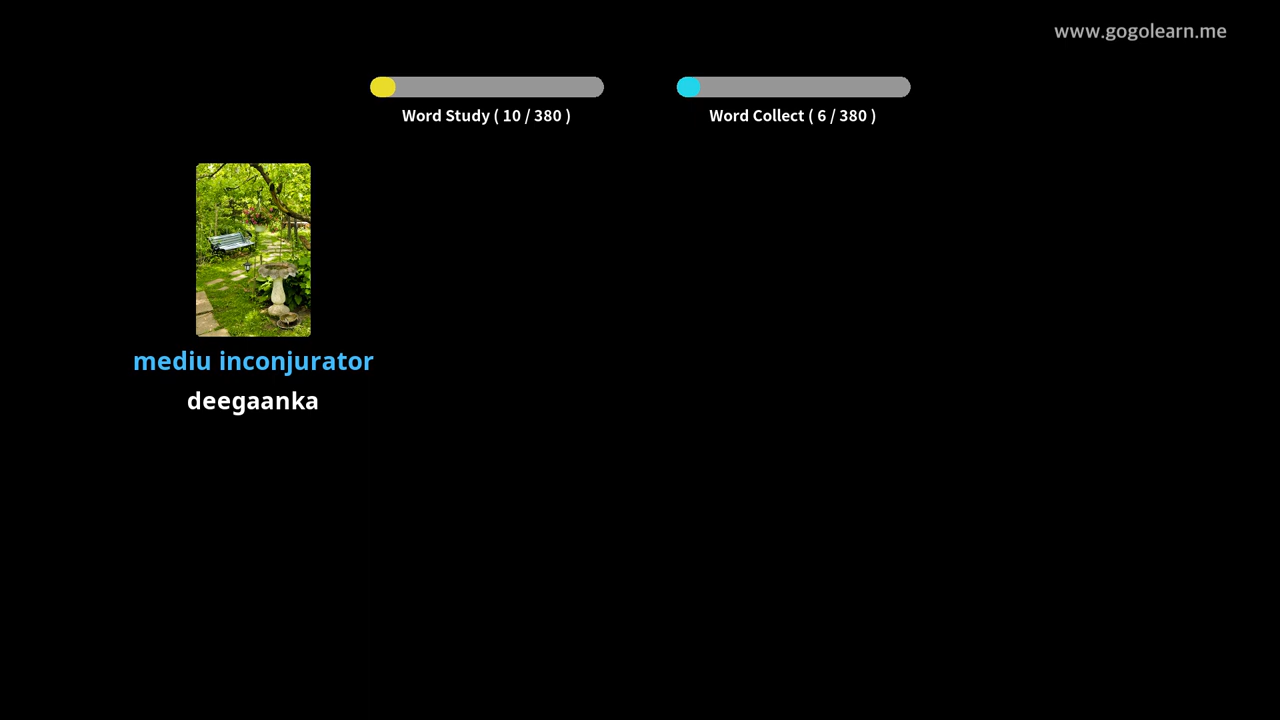 www.gogolearn.me
Word Study ( 10 / 380 )
Word Collect ( 6 / 380 )
mediu inconjurator
deegaanka